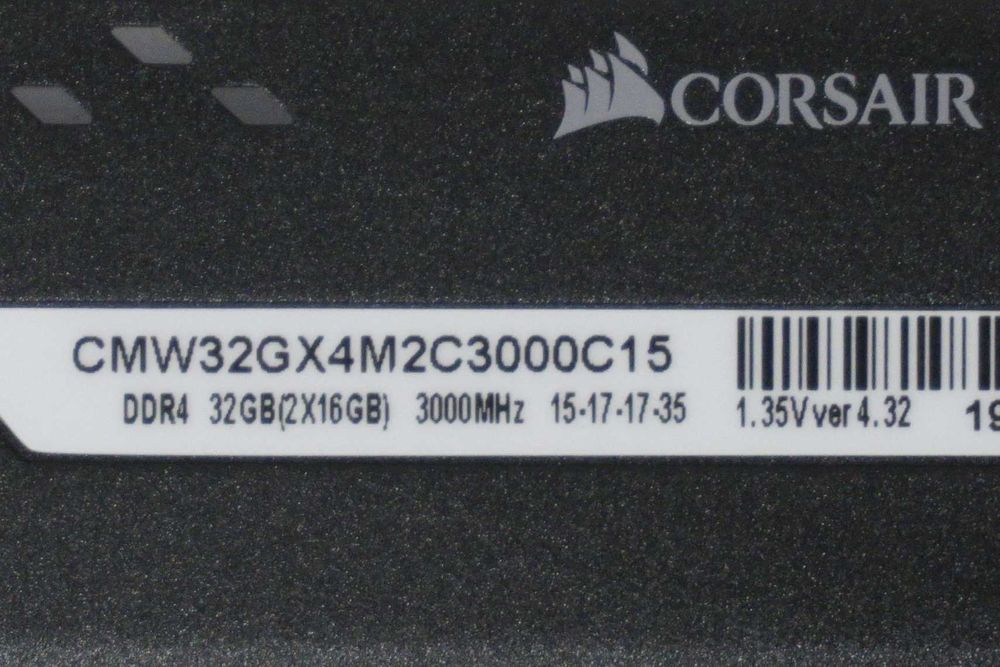 CORSAIR
CMW32GX4M2C3000C15
DDR4 32GB(2X16GB) 3000MHz 15-17-17-35 1.35V ver 4.32